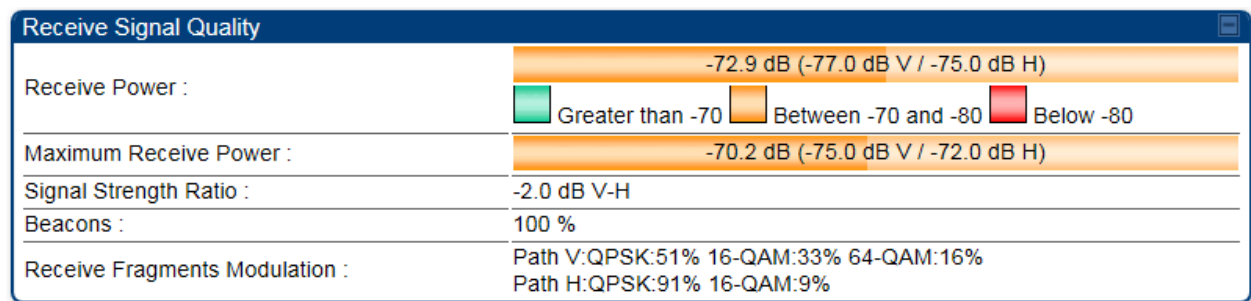 Receive Signal Quality
Receive Power :
-72.9 dB (-77.0 dB V / -75.0 dB H)
Greater than -70 Between -70 and -80 Below -80
Maximum Receive Power :
-70.2 dB (-75.0 dB V / -72.0 dB H)
Signal Strength Ratio :
-2.0 dB V-H
Beacons :
100 %
Receive Fragments Modulation :
Path V:QPSK:51% 16-QAM:33% 64-QAM:16%
Path H:QPSK:91% 16-QAM:9%